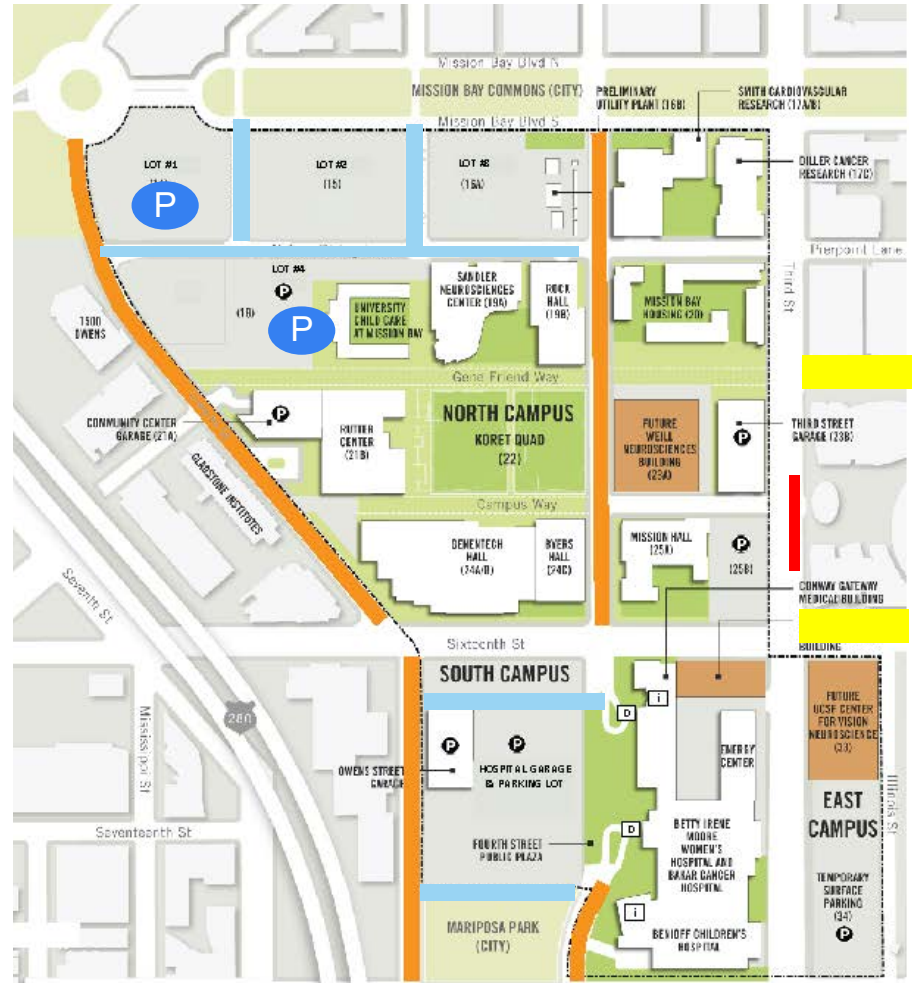 Mission Bay Blvd N
MISSION BAY COMMONS (CITY)
PRELIMINARY
UTILITY PLANT (16B)
SMITH CARDIOVASCULAR
RESEARCH (17A/B)
Mission Bay Blvd S
LOT #1
P
LOT #2
(15)
(16A)
DILLER CANCER
RESEARCH (17C)
Pierpoint Lane
Third St
LOT #4
P
(18)
P
UNIVERSITY
CHILD CARE
AT MISSION BAY
SANDLER
NEUROSCIENCES
CENTER (19A)
ROCK
HALL
(19B)
MISSION BAY
HOUSING (20)
1500
OWENS
Gene Friend Way
COMMUNITY CENTER
GARAGE (21A)
P
RUTTER
CENTER
(21B)
NORTH CAMPUS
KORET QUAD
(22)
FUTURE
WEILL
NEUROSCIENCES
BUILDING
(23A)
P
THIRD STREET
GARAGE (23B)
GLADSTONE INSTITUTES
Campus Way
GENENTECH
HALL
(24A/B)
BYERS
HALL
(24C)
MISSION HALL
(25A)
P
(25B)
CONWAY GATEWAY
MEDICAL BUILDING
BUILDING
Seventh St
Sixteenth St
SOUTH CAMPUS
i
D
FUTURE
UCSF CENTER
FOR VISION
NEUROSCIENCE
(33)
280
Mississippi St
OWENS STREET
GARAGE
P
P
HOSPITAL GARAGE
& PARKING LOT
ENERGY
CENTER
Illinois St
EAST
CAMPUS
Seventeenth St
FOURTH STREET
PUBLIC PLAZA
D
BETTY IRENE
MOORE
WOMEN'S
HOSPITAL AND
BAKAR CANCER
HOSPITAL
TEMPORARY
SURFACE
PARKING
(34)
P
MARIPOSA PARK
(CITY)
i
BENIOFF CHILDREN'S
HOSPITAL